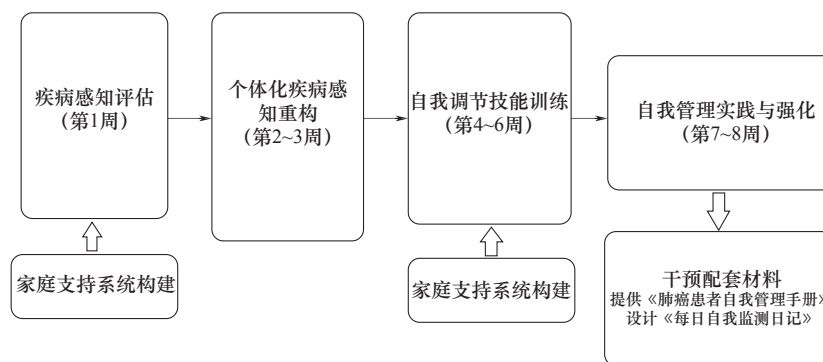 疾病感知评估
（第1周）
个体化疾病感
知重构
（第2~3周）
自我调节技能训练
（第4~6周）
自我管理实践与强化
（第7~8周）
家庭支持系统构建
家庭支持系统构建
干预配套材料
提供《肺癌患者自我管理手册》
设计《每日自我监测日记》